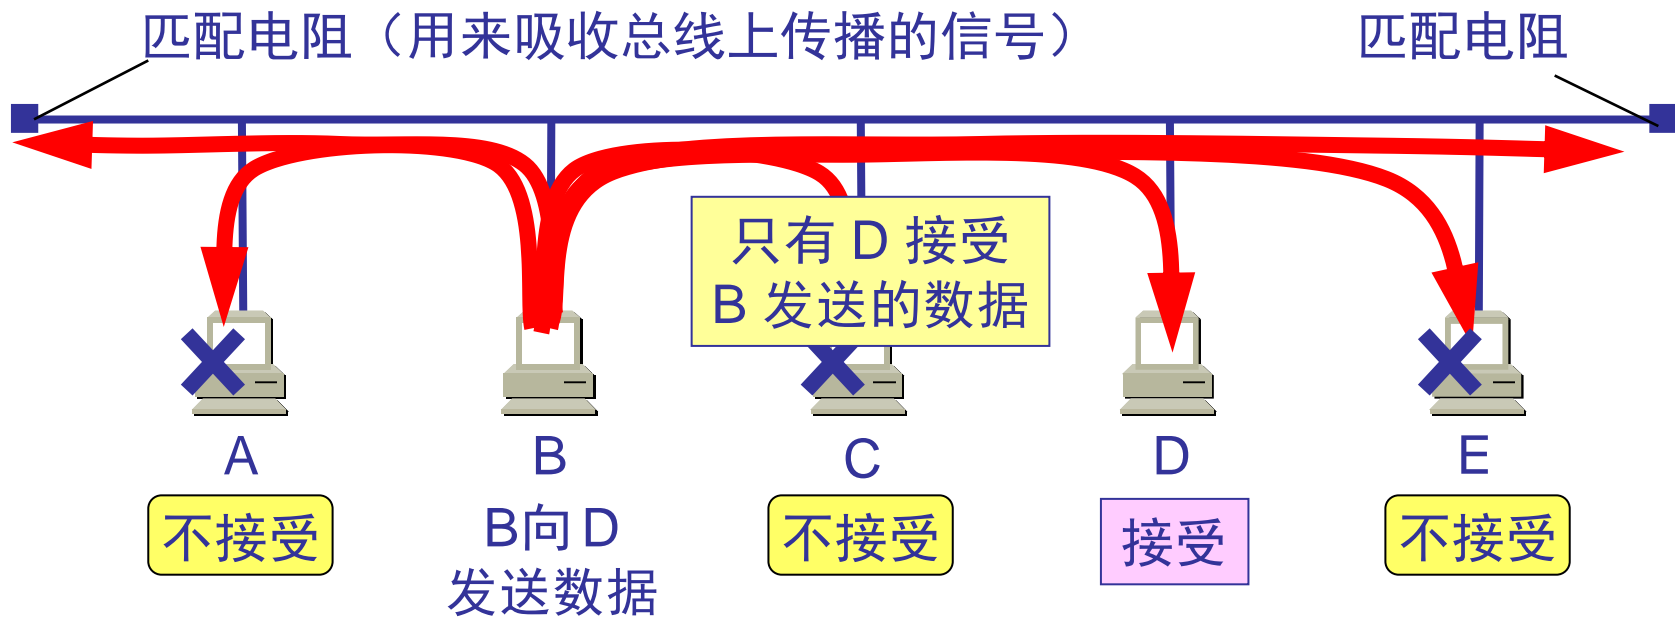 匹配电阻（用来吸收总线上传播的信号）
匹配电阻
只有 D 接受
B 发送的数据
A
B
C
D
E
不接受
B向 D
发送数据
不接受
接受
不接受